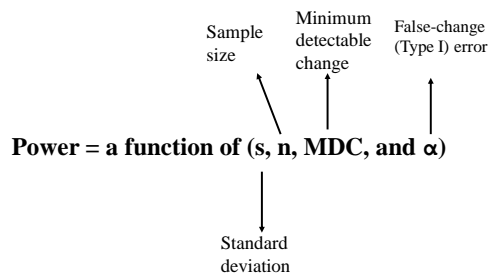 Sample
size
Minimum
detectable
change
False-change
(Type I) error
Power = a function of (s, n, MDC, and α)
Standard
deviation